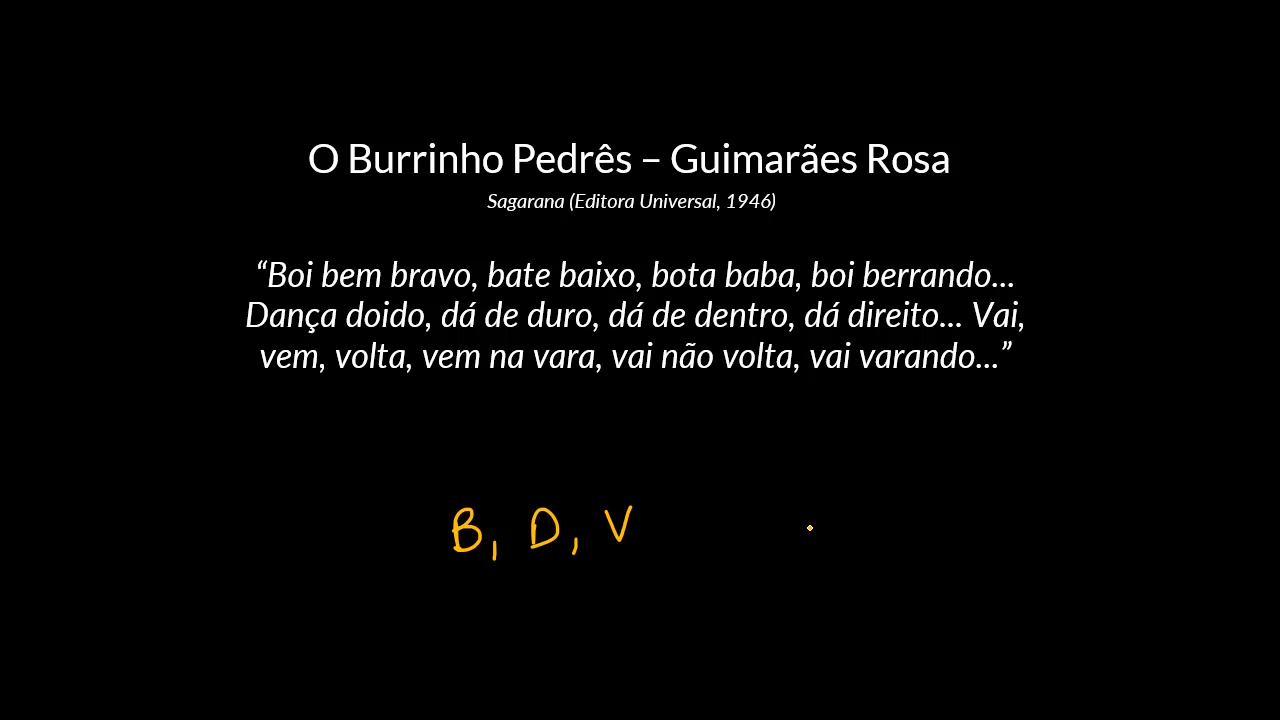 O Burrinho Pedrês – Guimarães Rosa
Sagarana (Editora Universal, 1946)
“Boi bem bravo, bate baixo, bota baba, boi berrando...
Dança doido, dá de duro, dá de dentro, dá direito... Vai,
vem, volta, vem na vara, vai não volta, vai varando...”
B, D, V